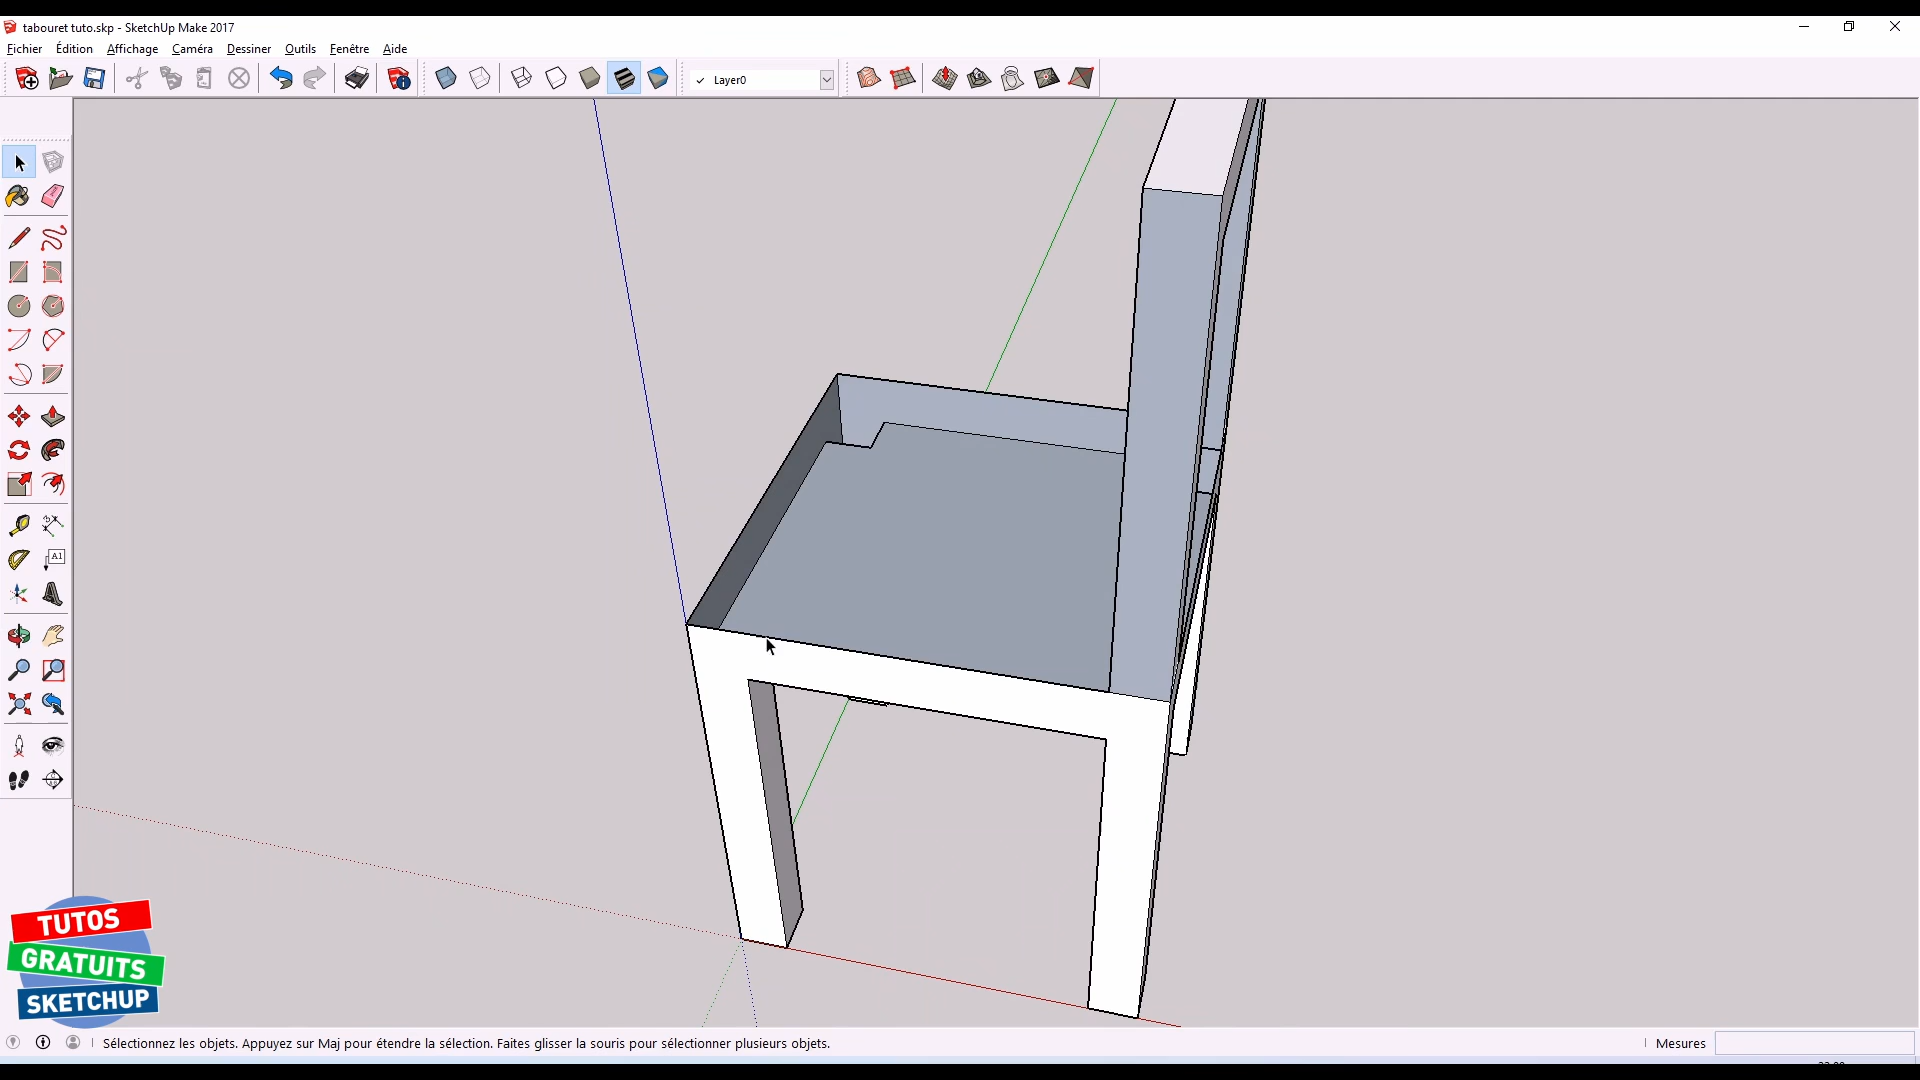 tabouret tuto.skp - SketchUp Make 2017
Fichier Édition Affichage Caméra Dessiner Outils Fenêtre Aide
Layer0
A1
TUTOS
GRATUITS
SKETCHUP
Sélectionnez les objets. Appuyez sur Maj pour étendre la sélection. Faites glisser la souris pour sélectionner plusieurs objets.
Mesures